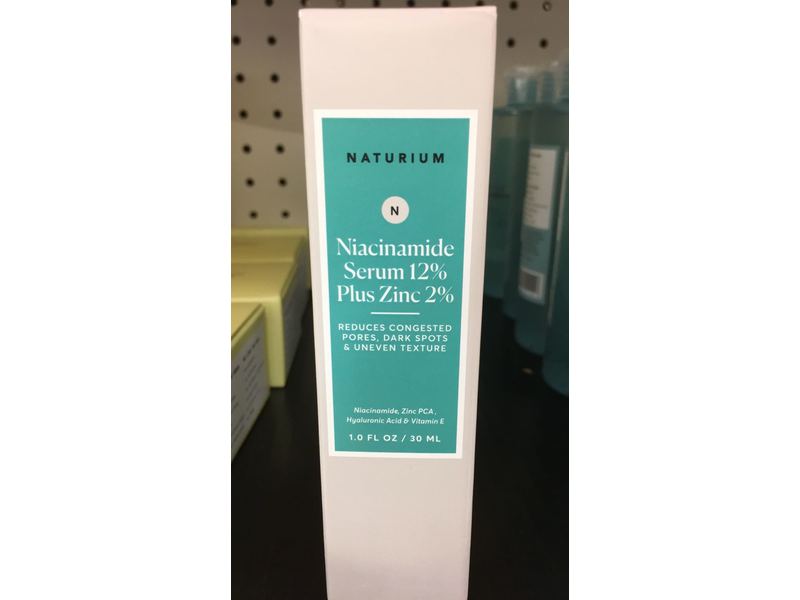 NATURIUM
N
Niacinamide
Serum 12%
Plus Zinc 2%
REDUCES CONGESTED
PORES, DARK SPOTS
& UNEVEN TEXTURE
Niacinamide, Zinc PCA,
Hyaluronic Acid & Vitamin E
1.0 FL OZ / 30 ML